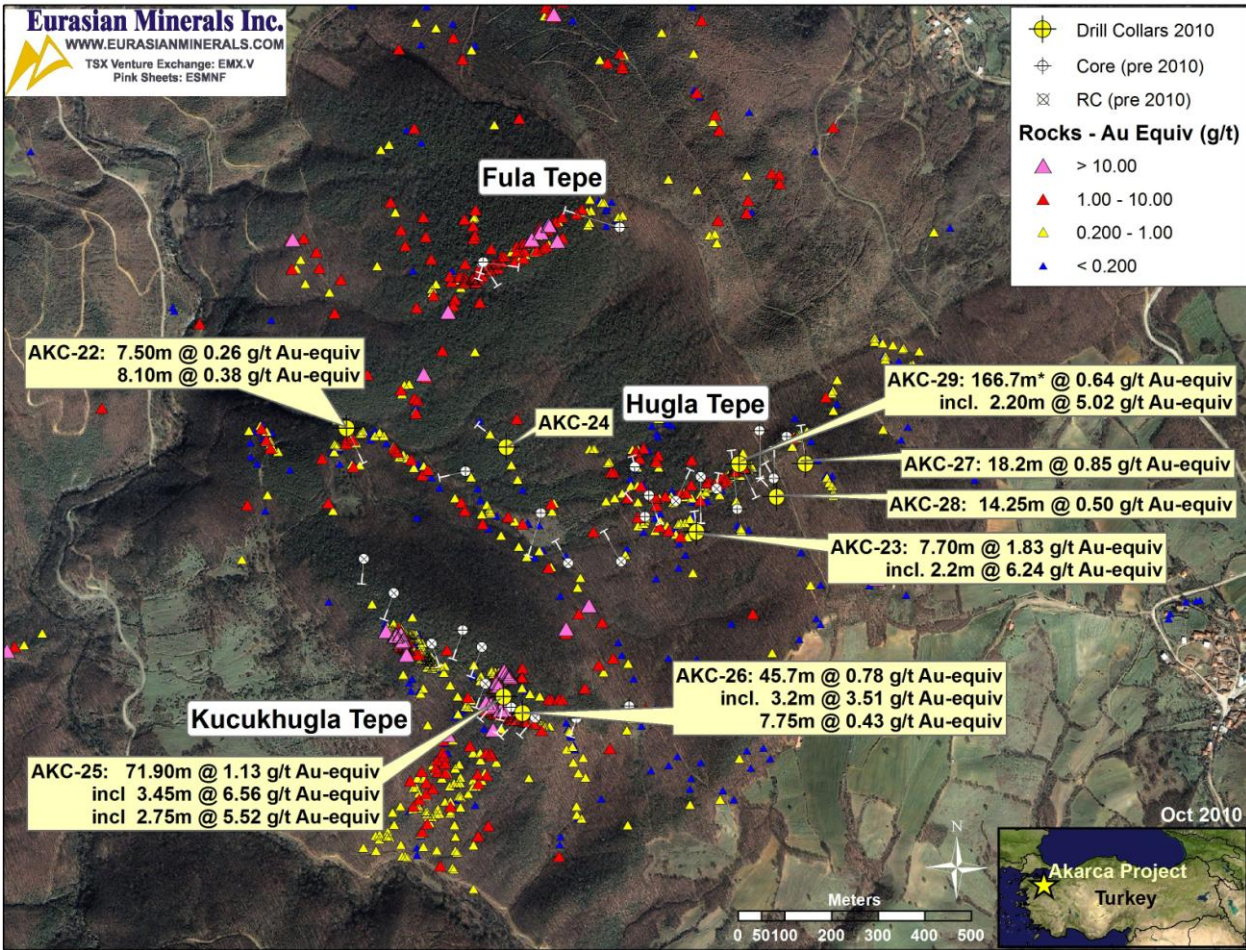 Eurasian Minerals Inc.
WWW.EURASIANMINERALS.COM
TSX Venture Exchange: EMX.V
Pink Sheets: ESMNF
Drill Collars 2010
Core (pre 2010)
RC (pre 2010)
Rocks - Au Equiv (g/t)
> 10.00
1.00 - 10.00
0.200 - 1.00
< 0.200
Fula Tepe
AKC-22: 7.50m @ 0.26 g/t Au-equiv
8.10m @ 0.38 g/t Au-equiv
AKC-24
Hugla Tepe
AKC-29: 166.7m* @ 0.64 g/t Au-equiv
incl. 2.20m @ 5.02 g/t Au-equiv
AKC-27: 18.2m @ 0.85 g/t Au-equiv
AKC-28: 14.25m @ 0.50 g/t Au-equiv
AKC-23: 7.70m @ 1.83 g/t Au-equiv
incl. 2.2m @ 6.24 g/t Au-equiv
AKC-26: 45.7m @ 0.78 g/t Au-equiv
incl. 3.2m @ 3.51 g/t Au-equiv
7.75m @ 0.43 g/t Au-equiv
Kucukhugla Tepe
AKC-25: 71.90m @ 1.13 g/t Au-equiv
incl 3.45m @ 6.56 g/t Au-equiv
incl 2.75m @ 5.52 g/t Au-equiv
Oct 2010
N
Meters
0 50100 200 300 400 500
Akarca Project
Turkey